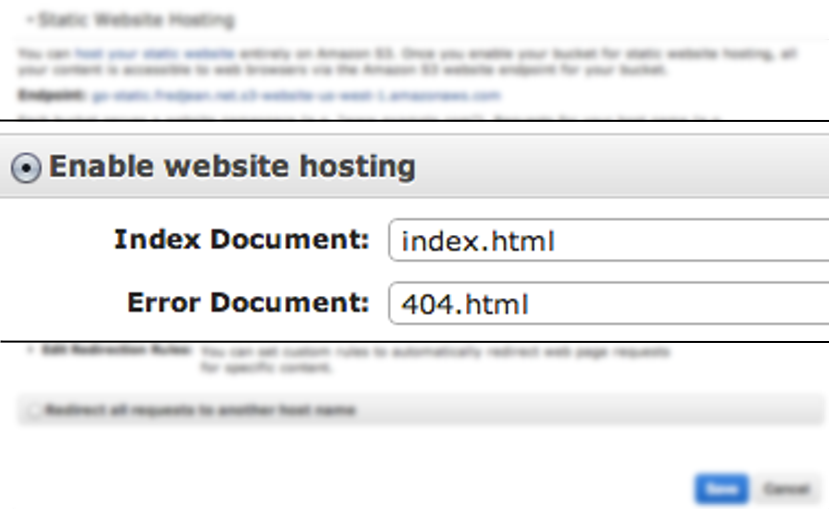 Static Website Hosting
You can host your static website entirely on Amazon S3. Once you enable your bucket for static website hosting, all
your content is accessible to web browsers via the Amazon S3 website endpoint for your bucket.
Endpoint: go-static.fredjean.net.s3-website-us-west-1.amazonaws.com
Enable website hosting
Index Document: index.html
Error Document: 404.html
Edit Redirection Rules: You can set custom rules to automatically redirect web page requests
for specific content.
Redirect all requests to another host name
Save Cancel